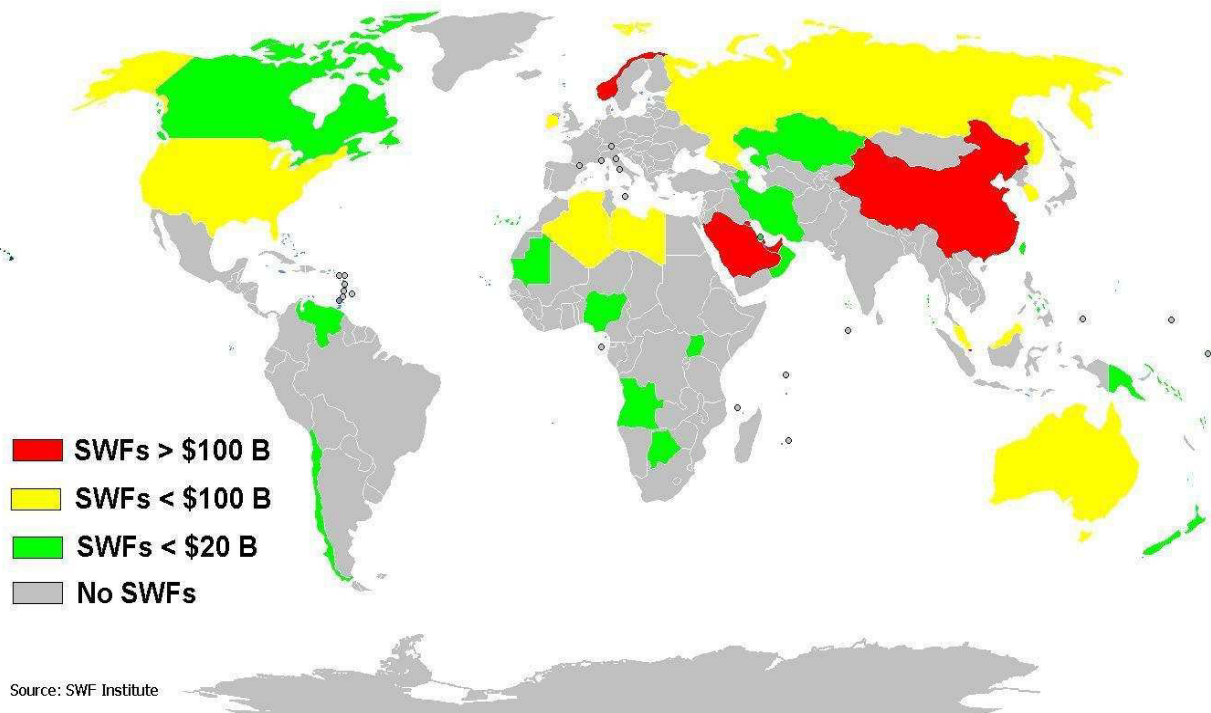 SWFs > $100 B
SWFs < $100 B
SWFs < $20 B
No SWFs
Source: SWF Institute